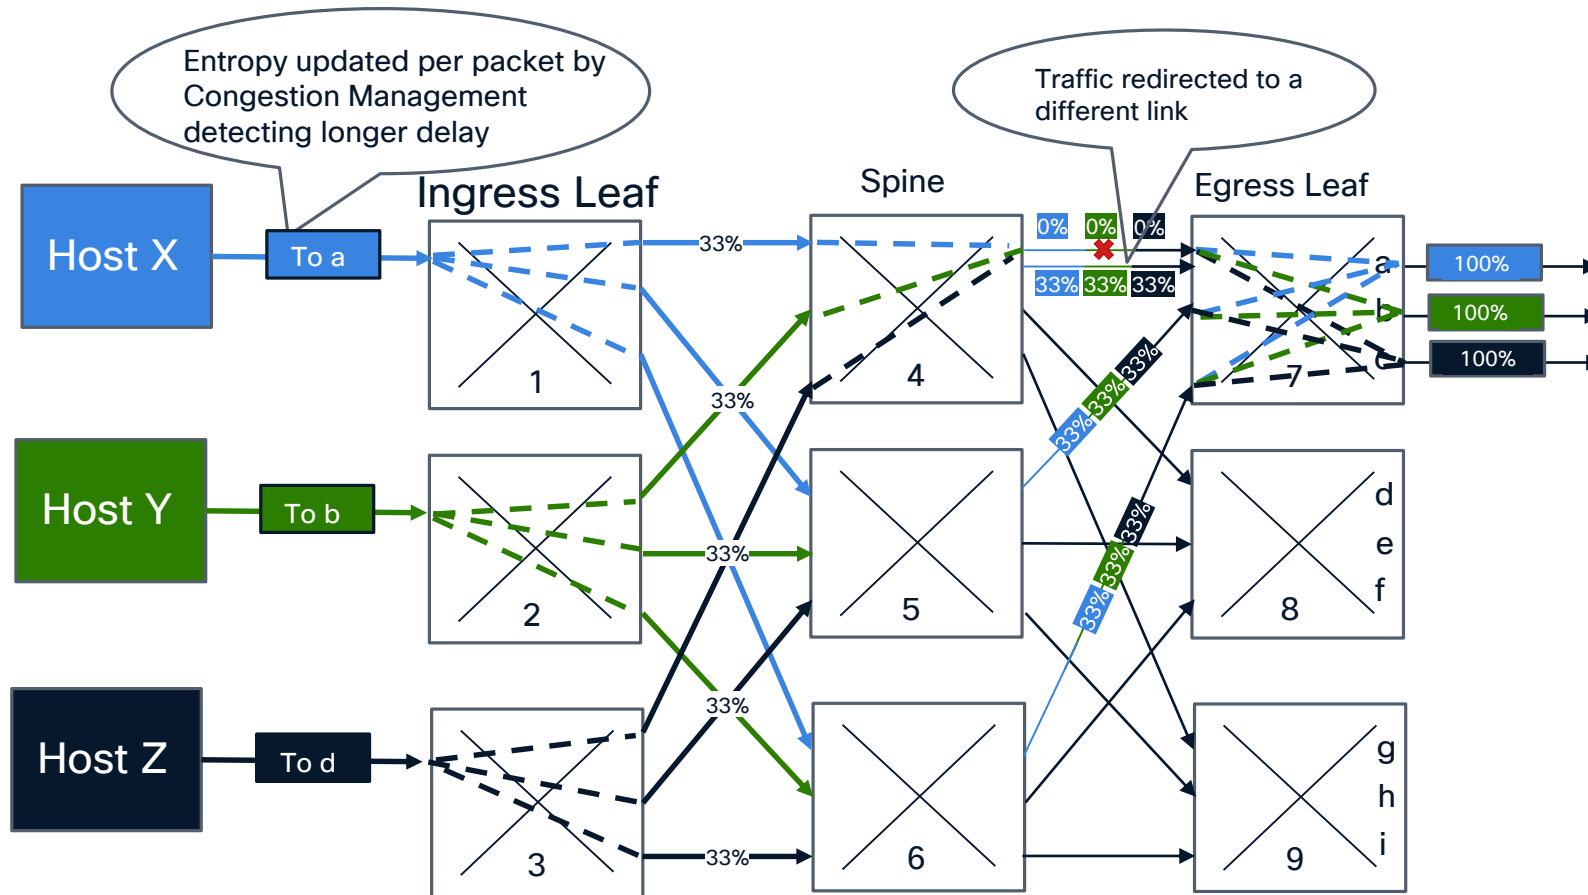 Entropy updated per packet by
Congestion Management
detecting longer delay
Traffic redirected to a
different link
Ingress Leaf
Spine
Egress Leaf
Host X
To a
33%
0%
0%
0%
33%
33%
33%
1
4
7
a
b
c
100%
100%
100%
33%
33%
33%
33%
Host Y
To b
33%
2
5
8
d
e
f
33%
33%
33%
33%
Host Z
To d
33%
3
6
9
g
h
i